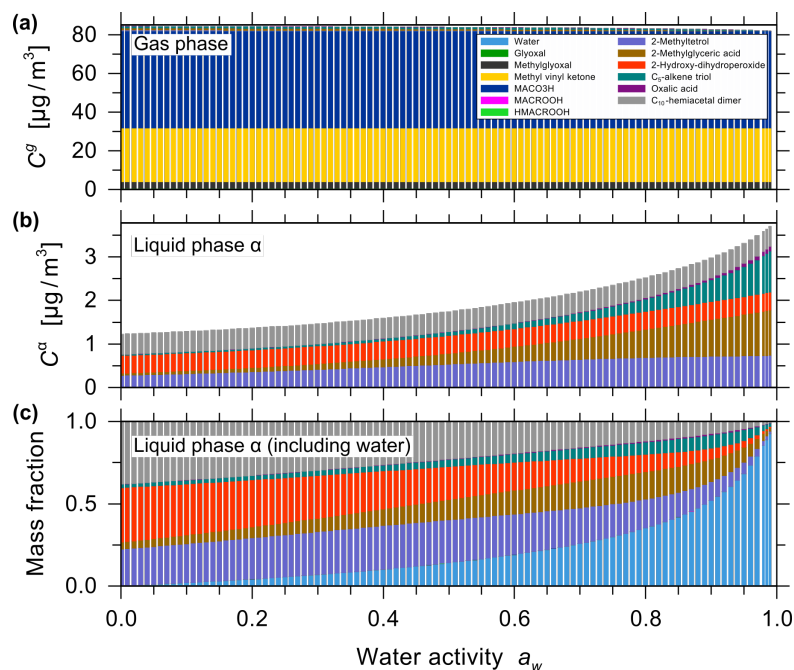 (a)
Gas phase
80
60
40
20
0
C^g [µg/m³]
Water
Glyoxal
Methylglyoxal
Methyl vinyl ketone
MACO3H
MACROOH
HMACROOH
2-Methyltetrol
2-Methylglyceric acid
2-Hydroxy-dihydroperoxide
C₅-alkene triol
Oxalic acid
C₁₀-hemiacetal dimer
(b)
Liquid phase α
3
2
1
0
C^α [µg/m³]
(c)
Liquid phase α (including water)
1.0
0.5
0.0
Mass fraction
0.0 0.2 0.4 0.6 0.8 1.0
Water activity a_w